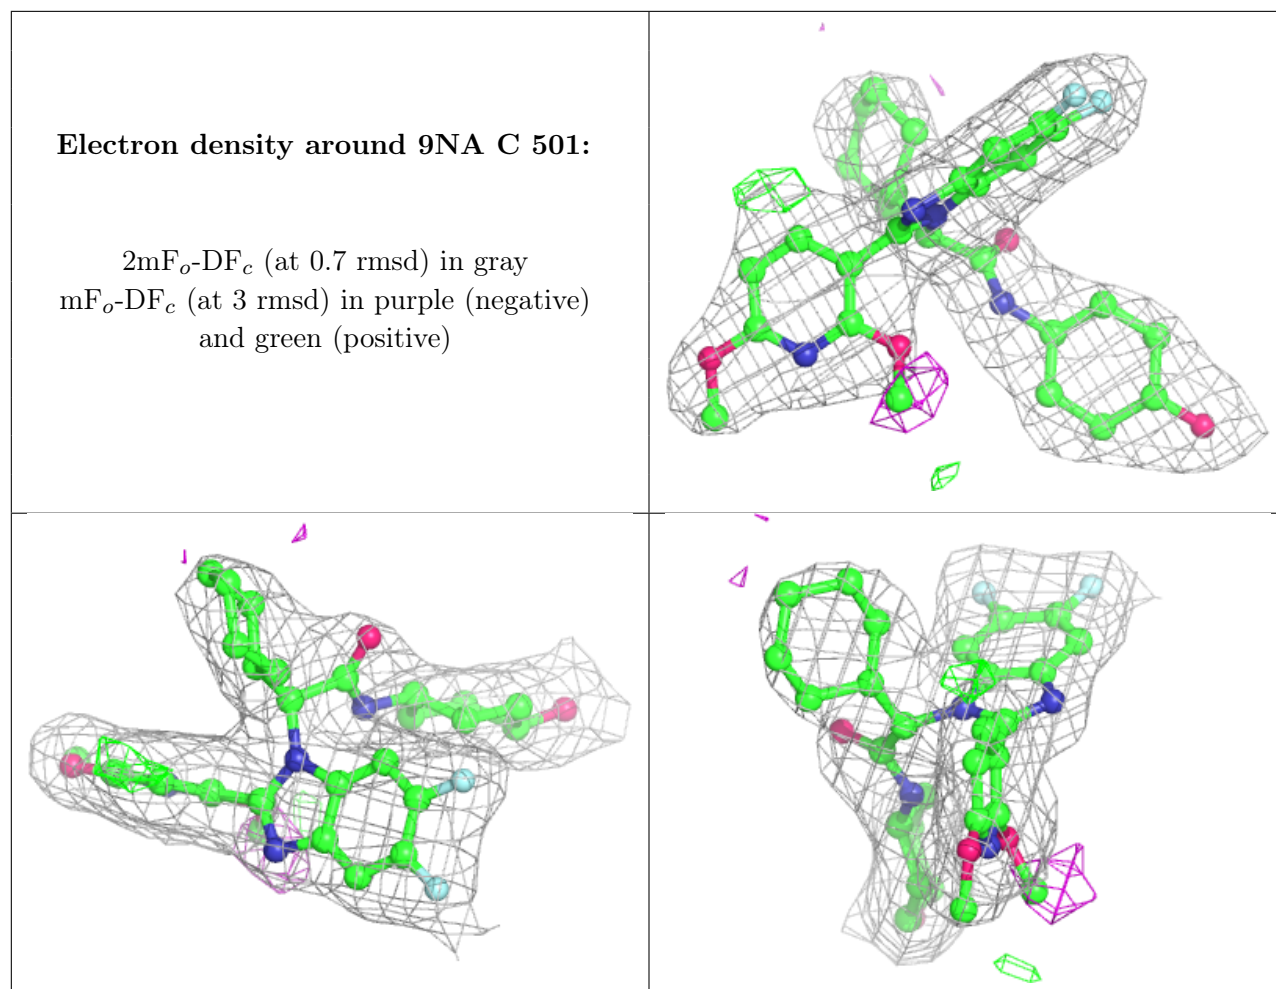 Electron density around 9NA C 501:
2mFo-DFc (at 0.7 rmsd) in gray
mFo-DFc (at 3 rmsd) in purple (negative)
and green (positive)